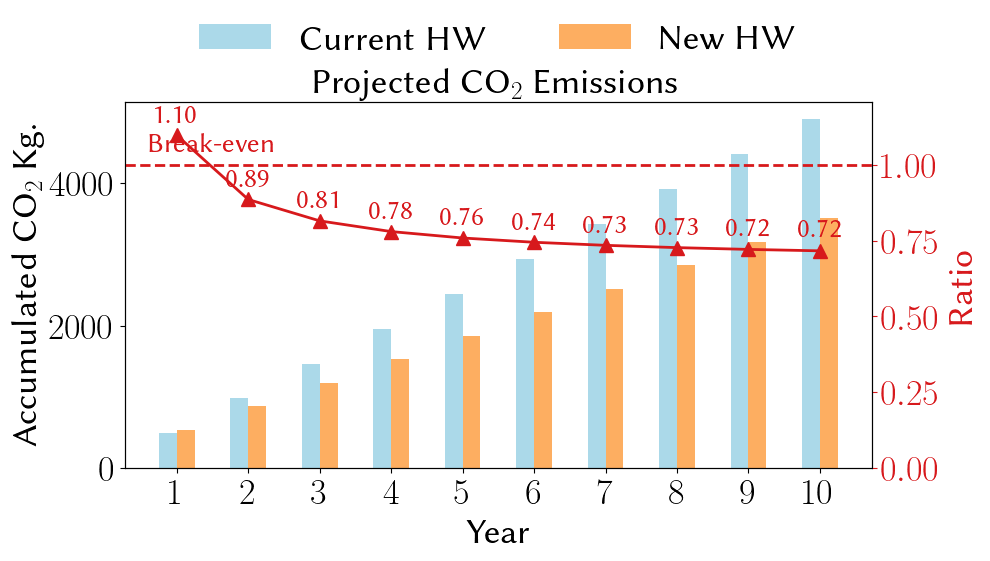 Current HW New HW
Projected CO₂ Emissions
Accumulated CO₂ Kg.
4000
2000
0
1.10
Break-even
0.89
0.81
0.78
0.76
0.74
0.73
0.73
0.72
0.72
1.00
0.75
0.50
0.25
0.00
Ratio
1 2 3 4 5 6 7 8 9 10
Year